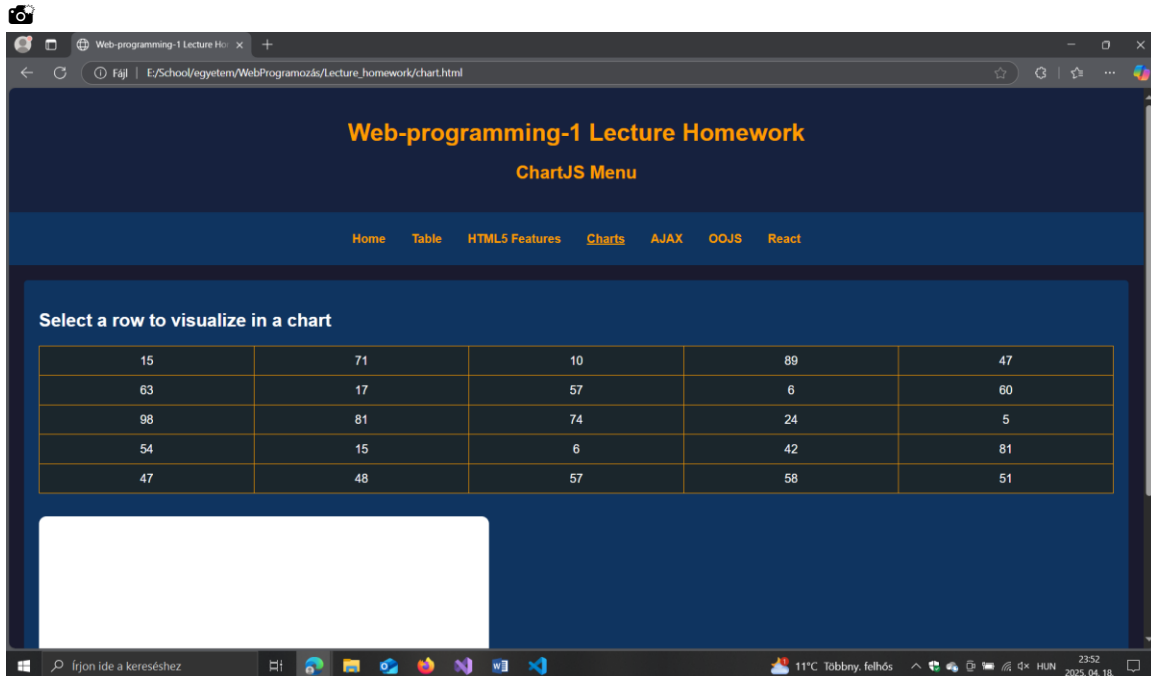 Web-programming-1 Lecture Hor
Fájl | E:/School/egyetem/WebProgramozás/Lecture_homework/chart.html
Web-programming-1 Lecture Homework
ChartJS Menu
Home Table HTML5 Features Charts AJAX OOJS React
Select a row to visualize in a chart
15 71 10 89 47
63 17 57 6 60
98 81 74 24 5
54 15 6 42 81
47 48 57 58 51
Írjon ide a kereséshez
11°C Többny. felhős
HUN
23:52
2025. 04. 18.